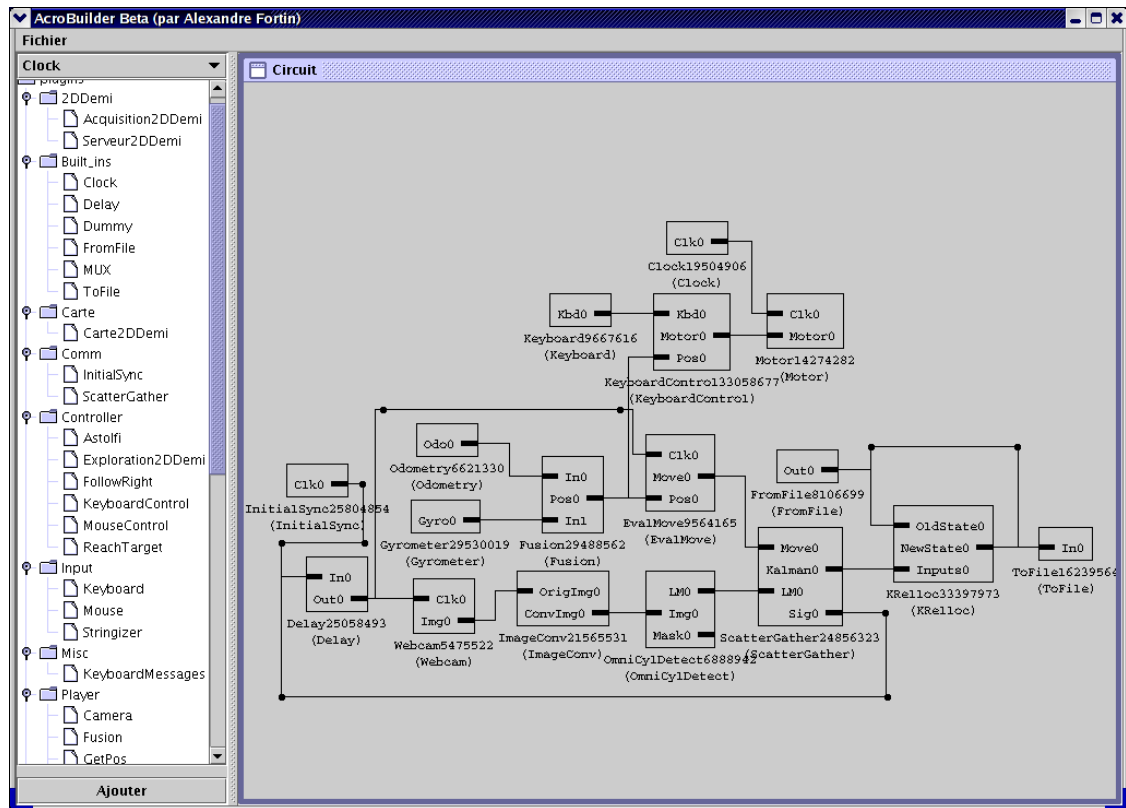 AcroBuilder Beta (par Alexandre Fortin)
Fichier
Clock
plugins
2DDemi
Acquisition2DDemi
Serveur2DDemi
Built_ins
Clock
Delay
Dummy
FromFile
MUX
ToFile
Carte
Carte2DDemi
Comm
InitialSync
ScatterGather
Controller
Astolfi
Exploration2DDemi
FollowRight
KeyboardControl
MouseControl
ReachTarget
Input
Keyboard
Mouse
Stringizer
Misc
KeyboardMessages
Player
Camera
Fusion
GetPos
Ajouter
Circuit
Clk0
Clock19504906
(Clock)
Kbd0
Keyboard9667616
(Keyboard)
Kbd0
Motor0
Pos0
KeyboardControl33058677
(KeyboardControl)
Clk0
Motor0
Motor14274282
(Motor)
Odo0
Odometry6621330
(Odometry)
Gyro0
Gyrometer29530019
(Gyrometer)
In0
Pos0
In1
Fusion29488562
(Fusion)
Clk0
Move0
Pos0
EvalMove9564165
(EvalMove)
Out0
FromFile8106699
(FromFile)
Clk0
InitialSync25804854
(InitialSync)
In0
Out0
Delay25058493
(Delay)
Clk0
Img0
Webcam5475522
(Webcam)
OrigImg0
ConvImg0
ImageConv21565531
(ImageConv)
LM0
Img0
Mask0
OmniCylDetect6888942
(OmniCylDetect)
Move0
Kalman0
LM0
Sig0
ScatterGather24856323
(ScatterGather)
OldState0
NewState0
Inputs0
KRelloc33397973
(KRelloc)
In0
ToFile16239564
(ToFile)